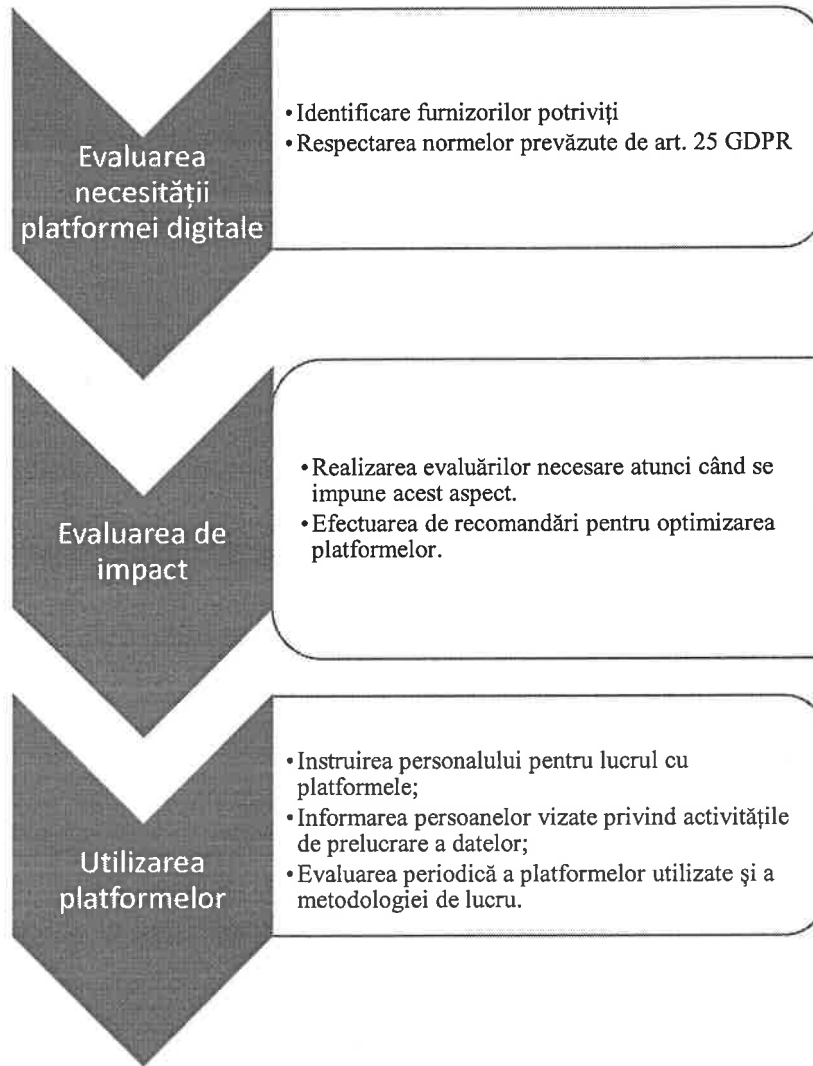 Evaluarea
necesității
platformei digitale
• Identificare furnizorilor potriviți
• Respectarea normelor prevăzute de art. 25 GDPR
Evaluarea de
impact
• Realizarea evaluărilor necesare atunci când se
impune acest aspect.
• Efectuarea de recomandări pentru optimizarea
platformelor.
Utilizarea
platformelor
• Instruirea personalului pentru lucrul cu
platformele;
• Informarea persoanelor vizate privind activitățile
de prelucrare a datelor;
• Evaluarea periodică a platformelor utilizate și a
metodologiei de lucru.